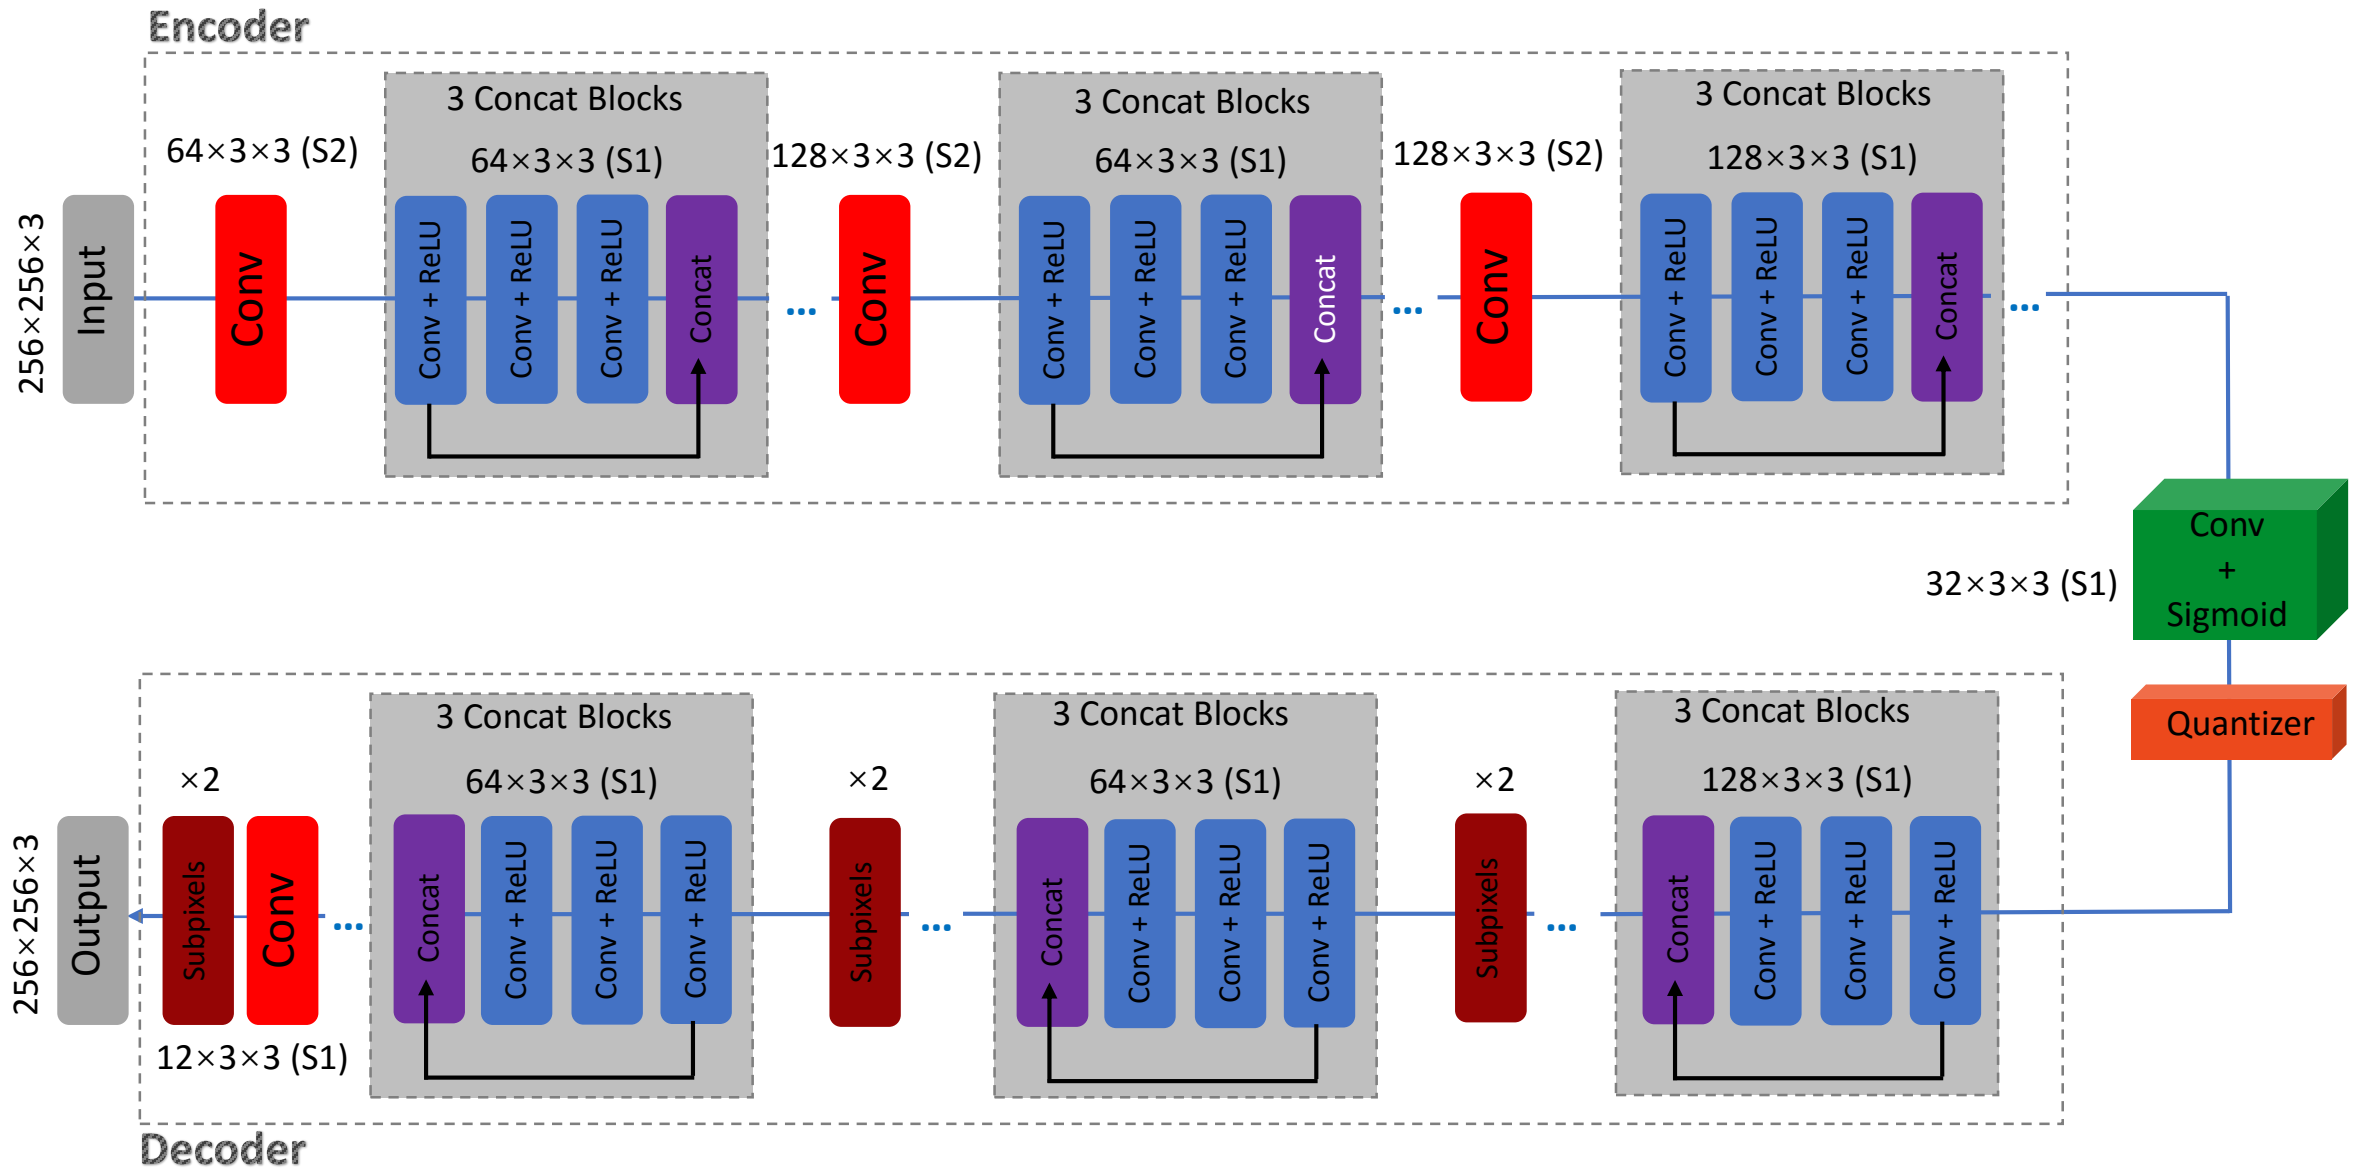 Encoder
3 Concat Blocks
3 Concat Blocks
3 Concat Blocks
64×3×3 (S2)
64×3×3 (S1)
128×3×3 (S2)
64×3×3 (S1)
128×3×3 (S2)
128×3×3 (S1)
256×256×3
Input
Conv
Conv + ReLU
Conv + ReLU
Conv + ReLU
Concat
...
Conv
Conv + ReLU
Conv + ReLU
Conv + ReLU
Concat
...
Conv
Conv + ReLU
Conv + ReLU
Conv + ReLU
Concat
...
32×3×3 (S1)
Conv
+
Sigmoid
Quantizer
3 Concat Blocks
3 Concat Blocks
3 Concat Blocks
×2
64×3×3 (S1)
×2
64×3×3 (S1)
×2
128×3×3 (S1)
256×256×3
Output
Subpixels
Conv
...
Concat
Conv + ReLU
Conv + ReLU
Conv + ReLU
Subpixels
...
Concat
Conv + ReLU
Conv + ReLU
Conv + ReLU
Subpixels
...
Concat
Conv + ReLU
Conv + ReLU
Conv + ReLU
12×3×3 (S1)
Decoder